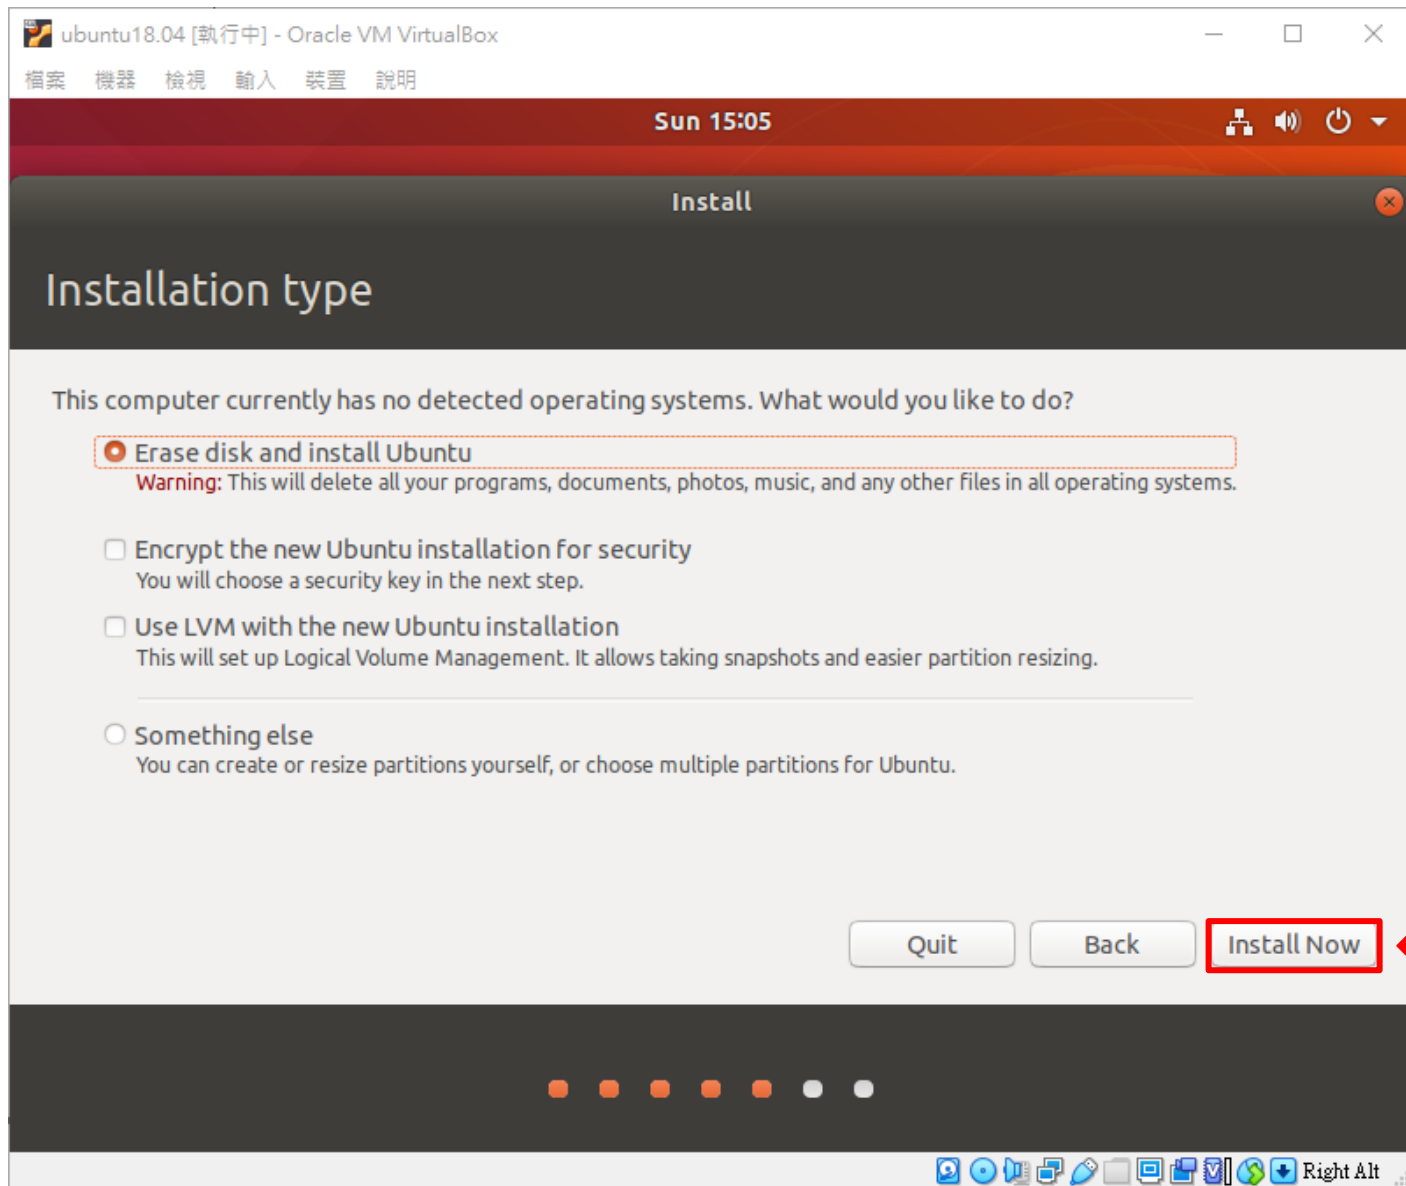 ubuntu18.04 [執行中] - Oracle VM VirtualBox
檔案 機器 檢視 輸入 裝置 說明
Sun 15:05
Install
Installation type
This computer currently has no detected operating systems. What would you like to do?
Erase disk and install Ubuntu
Warning: This will delete all your programs, documents, photos, music, and any other files in all operating systems.
Encrypt the new Ubuntu installation for security
You will choose a security key in the next step.
Use LVM with the new Ubuntu installation
This will set up Logical Volume Management. It allows taking snapshots and easier partition resizing.
Something else
You can create or resize partitions yourself, or choose multiple partitions for Ubuntu.
Quit Back Install Now
Right Alt